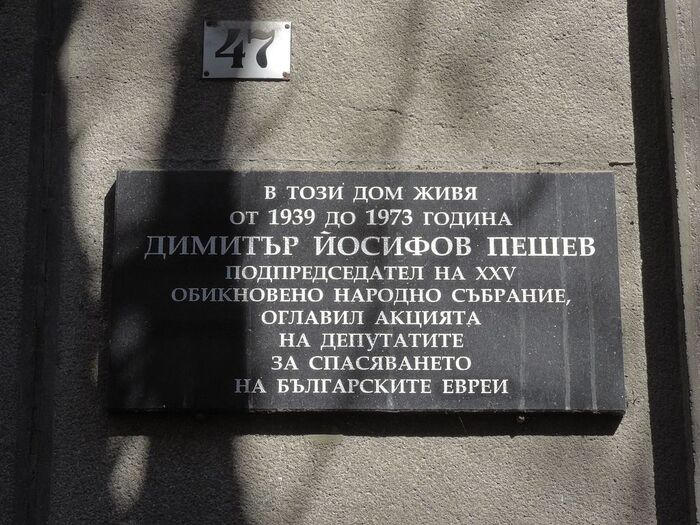 47
В ТОЗИ ДОМ ЖИВЯ
ОТ 1939 ДО 1973 ГОДИНА
ДИМИТЪР ЙОСИФОВ ПЕШЕВ
ПОДПРЕДСЕДАТЕЛ НА XXV
ОБИКНОВЕНО НАРОДНО СЪБРАНИЕ,
ОГЛАВИЛ АКЦИЯТА
НА ДЕПУТАТИТЕ
ЗА СПАСЯВАНЕТО
НА БЪЛГАРСКИТЕ ЕВРЕИ